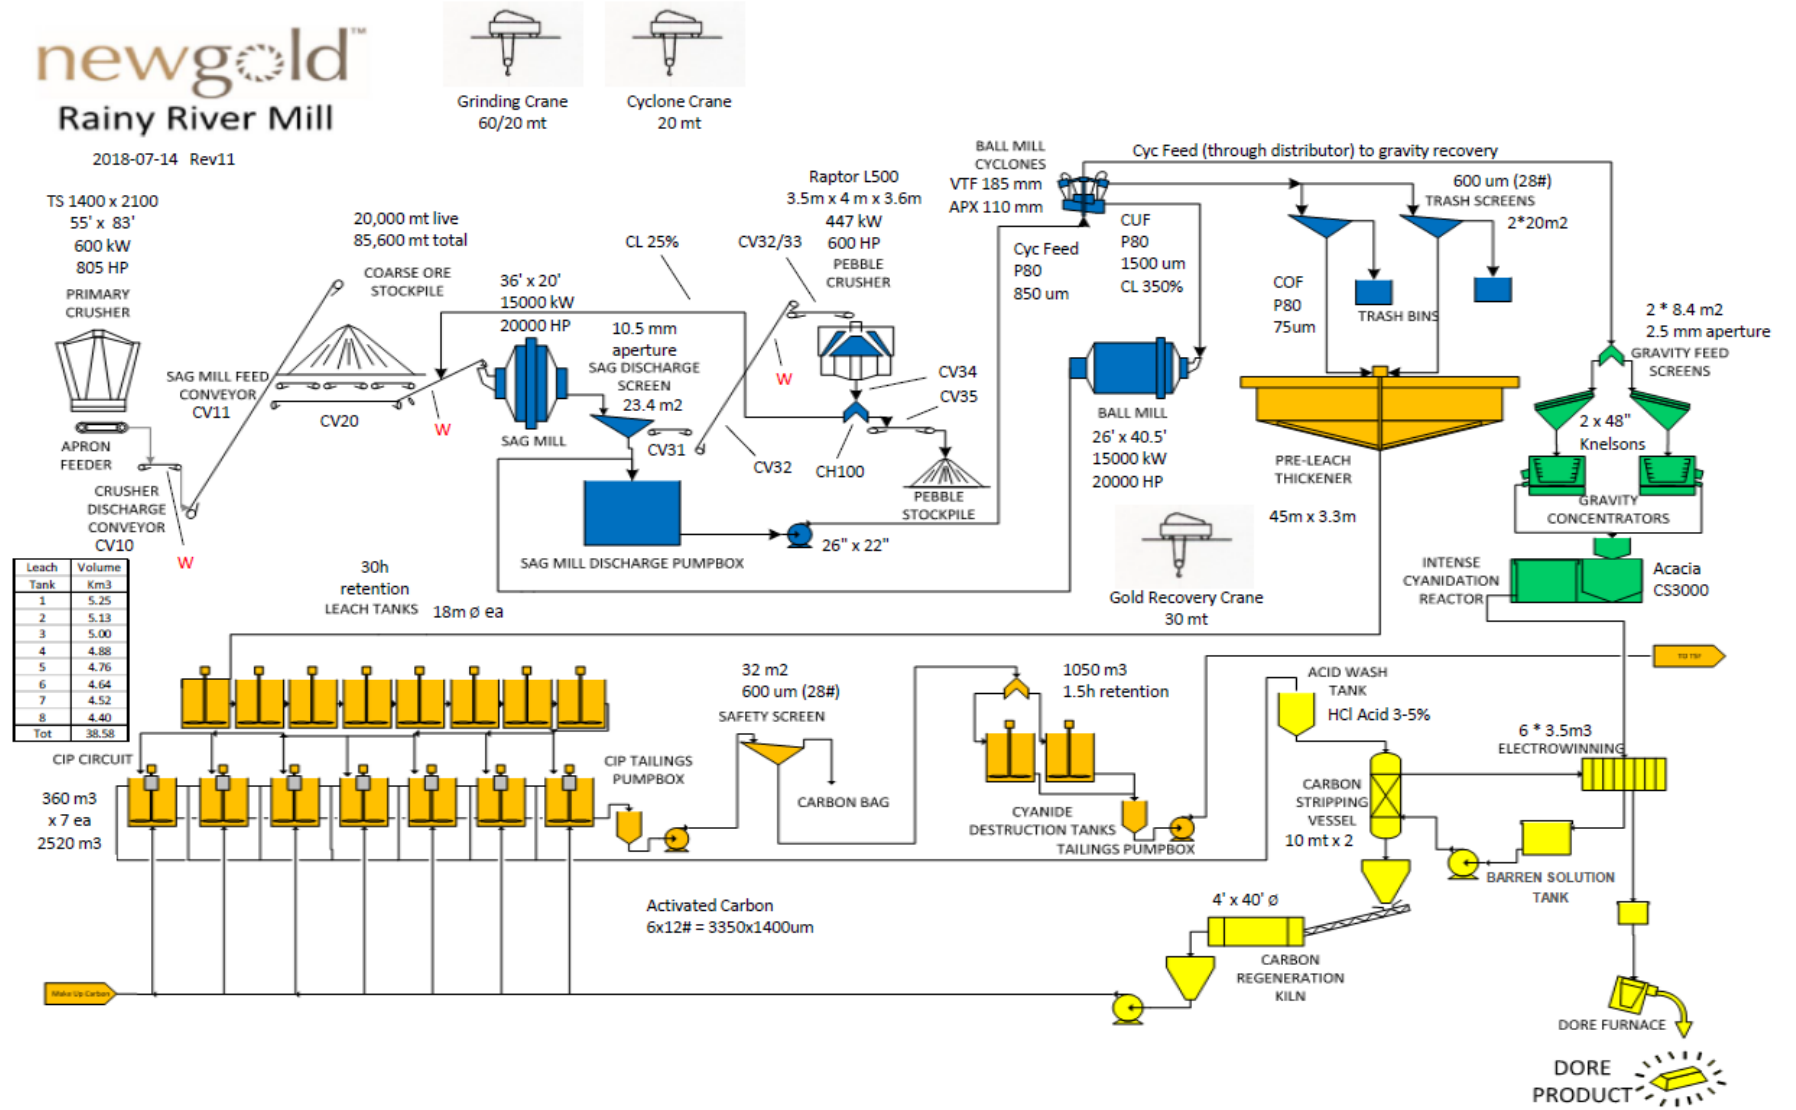 newgold™
Rainy River Mill
2018-07-14 Rev11
Grinding Crane
60/20 mt
Cyclone Crane
20 mt
TS 1400 x 2100
55' x 83'
600 kW
805 HP
PRIMARY
CRUSHER
APRON
FEEDER
CRUSHER
DISCHARGE
CONVEYOR
CV10
W
SAG MILL FEED
CONVEYOR
CV11
20,000 mt live
85,600 mt total
COARSE ORE
STOCKPILE
CV20
W
36' x 20'
15000 kW
20000 HP
SAG MILL
10.5 mm
aperture
SAG DISCHARGE
SCREEN
23.4 m2
CV31
CL 25%
CV32/33
W
CV32
Raptor L500
3.5m x 4 m x 3.6m
447 kW
600 HP
PEBBLE
CRUSHER
CV34
CV35
CH100
PEBBLE
STOCKPILE
SAG MILL DISCHARGE PUMPBOX
26" x 22"
BALL MILL
CYCLONES
VTF 185 mm
APX 110 mm
Cyc Feed
P80
850 um
CUF
P80
1500 um
CL 350%
BALL MILL
26' x 40.5'
15000 kW
20000 HP
Cyc Feed (through distributor) to gravity recovery
600 um (28#)
TRASH SCREENS
2*20m2
TRASH BINS
COF
P80
75um
PRE-LEACH
THICKENER
45m x 3.3m
2 * 8.4 m2
2.5 mm aperture
GRAVITY FEED
SCREENS
2 x 48"
Knelsons
GRAVITY
CONCENTRATORS
INTENSE
CYANIDATION
REACTOR
Acacia
CS3000
Gold Recovery Crane
30 mt
Leach Volume
Tank Km3
1 5.25
2 5.13
3 5.00
4 4.88
5 4.76
6 4.64
7 4.52
8 4.40
Tot 38.58
30h
retention
LEACH TANKS
18m ø ea
CIP CIRCUIT
360 m3
x 7 ea
2520 m3
CIP TAILINGS
PUMPBOX
32 m2
600 um (28#)
SAFETY SCREEN
CARBON BAG
1050 m3
1.5h retention
CYANIDE
DESTRUCTION TANKS
TAILINGS PUMPBOX
TO TSF
ACID WASH
TANK
HCl Acid 3-5%
CARBON
STRIPPING
VESSEL
10 mt x 2
6 * 3.5m3
ELECTROWINNING
BARREN SOLUTION
TANK
Activated Carbon
6x12# = 3350x1400um
4' x 40' ø
CARBON
REGENERATION
KILN
Make Up Carbon
DORE FURNACE
DORE
PRODUCT